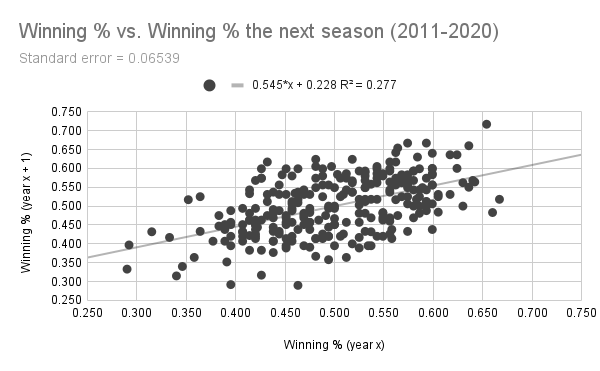 Winning % vs. Winning % the next season (2011-2020)
Standard error = 0.06539
0.545*x + 0.228 R² = 0.277
0.750
0.700
0.650
0.600
0.550
0.500
0.450
0.400
0.350
0.300
0.250
Winning % (year x + 1)
0.250 0.300 0.350 0.400 0.450 0.500 0.550 0.600 0.650 0.700 0.750
Winning % (year x)